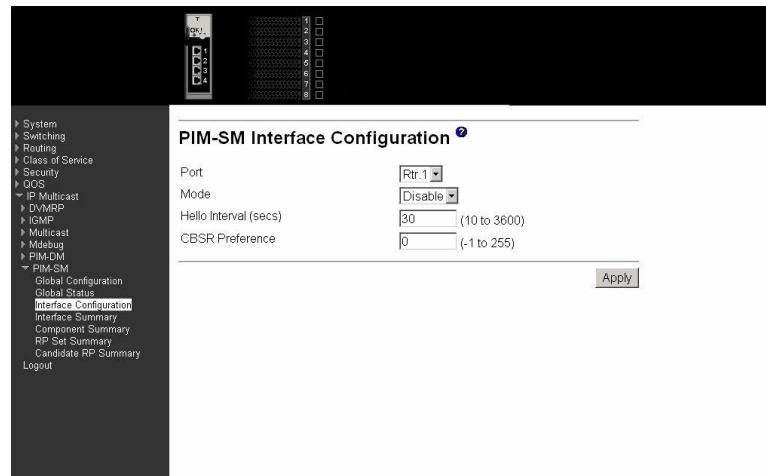 T
OK!
1
2
3
4
1
2
3
4
5
6
7
8
System
Switching
Routing
Class of Service
Security
QOS
IP Multicast
DVMRP
IGMP
Multicast
Mdebug
PIM-DM
PIM-SM
Global Configuration
Global Status
Interface Configuration
Interface Summary
Component Summary
RP Set Summary
Candidate RP Summary
Logout
PIM-SM Interface Configuration ?
Port Rtr.1
Mode Disable
Hello Interval (secs) 30 (10 to 3600)
CBSR Preference 0 (-1 to 255)
Apply